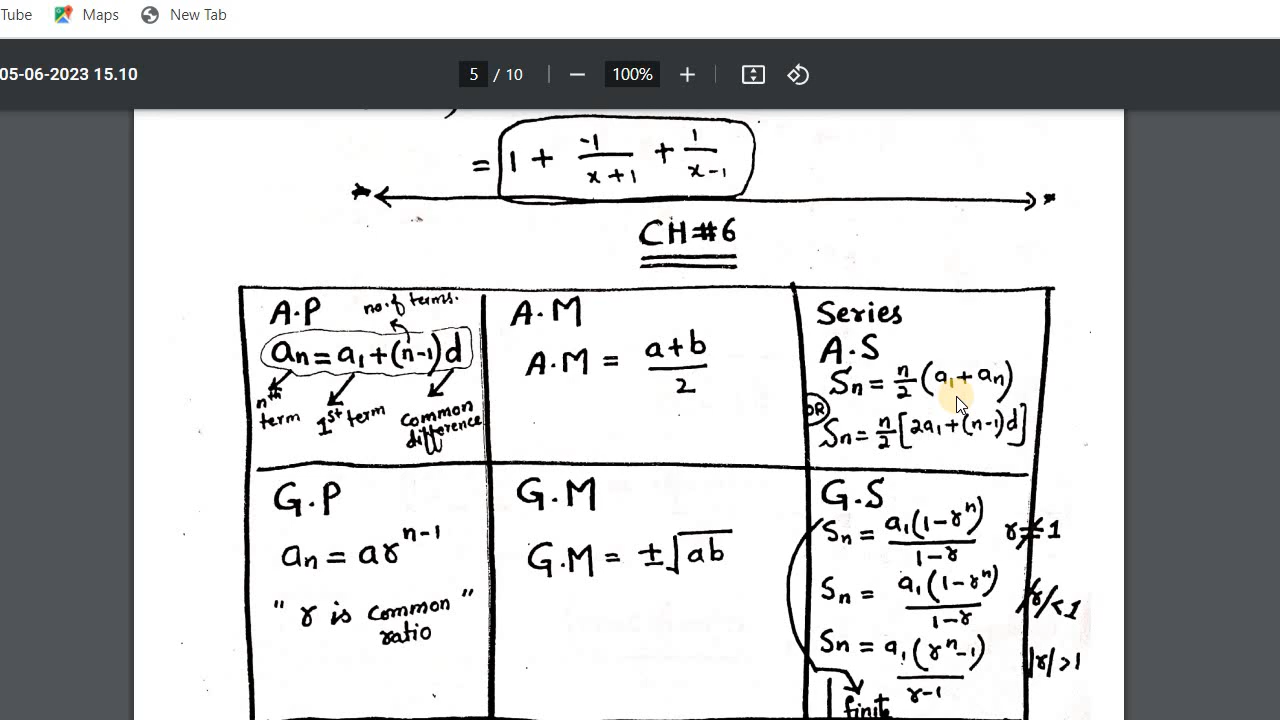 Tube Maps New Tab
05-06-2023 15.10 5 / 10 100%
= 1 + -1/(x+1) + 1/(x-1)
CH#6
A.P
no. of terms.
an = a1 + (n-1)d
nth term
1st term
common difference
A.M
A.M = (a+b)/2
Series
A.S
Sn = n/2 (a1 + an)
OR
Sn = n/2 [2a1 + (n-1)d]
G.P
an = ar^(n-1)
" r is common "
ratio
G.M
G.M = ±√ab
G.S
Sn = a1(1-r^n)/(1-r) r≠1
Sn = a1(1-r^n)/(1-r) |r|<1
Sn = a1(r^n-1)/(r-1) |r|>1
finite